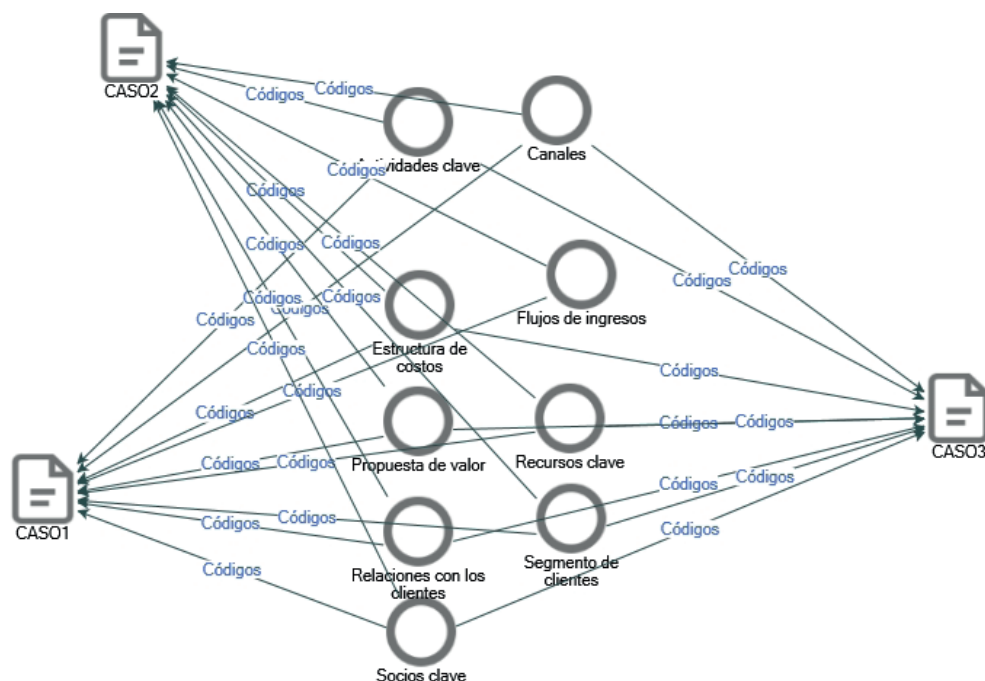 CASO2
Códigos
Códigos
Canales
Actividades clave
Códigos
Códigos
Códigos
Códigos
Códigos
Códigos
Códigos
Códigos
Códigos
Códigos
Códigos
Flujos de ingresos
Estructura de
costos
Códigos
Códigos
Códigos
Códigos
Códigos
Códigos
CASO3
Propuesta de valor
Recursos clave
Códigos
Códigos
Códigos
Códigos
CASO1
Códigos
Códigos
Códigos
Relaciones con los
clientes
Segmento de
clientes
Códigos
Socios clave